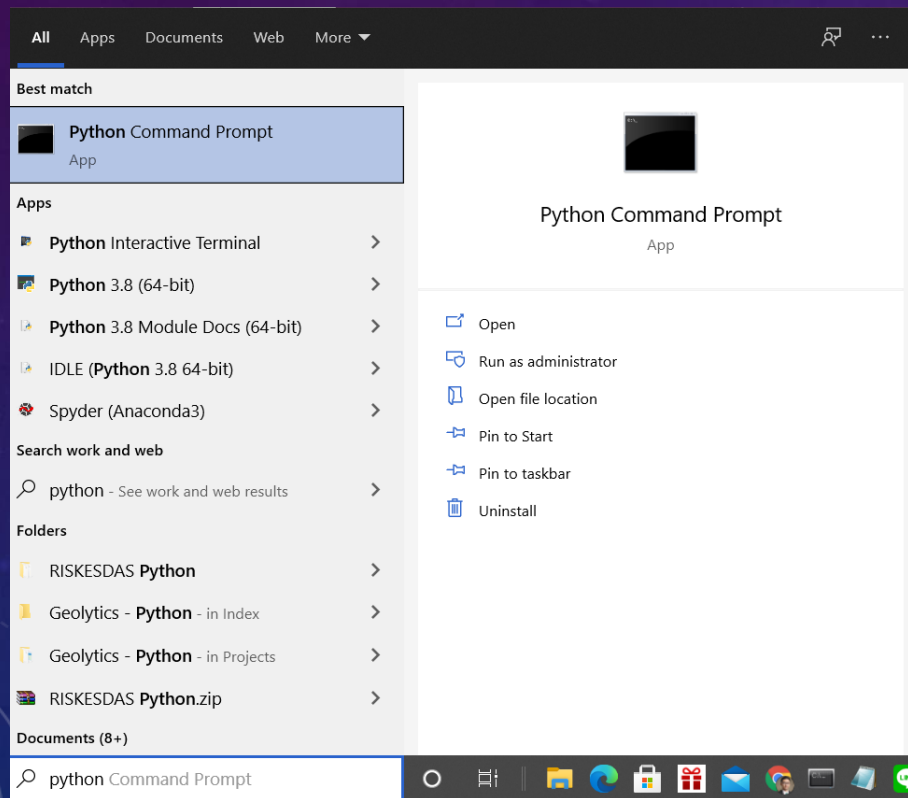 All Apps Documents Web More
Best match
Python Command Prompt
App
Apps
Python Interactive Terminal
Python 3.8 (64-bit)
Python 3.8 Module Docs (64-bit)
IDLE (Python 3.8 64-bit)
Spyder (Anaconda3)
Search work and web
python - See work and web results
Folders
RISKESDAS Python
Geolytics - Python - in Index
Geolytics - Python - in Projects
RISKESDAS Python.zip
Documents (8+)
python Command Prompt
Python Command Prompt
App
Open
Run as administrator
Open file location
Pin to Start
Pin to taskbar
Uninstall